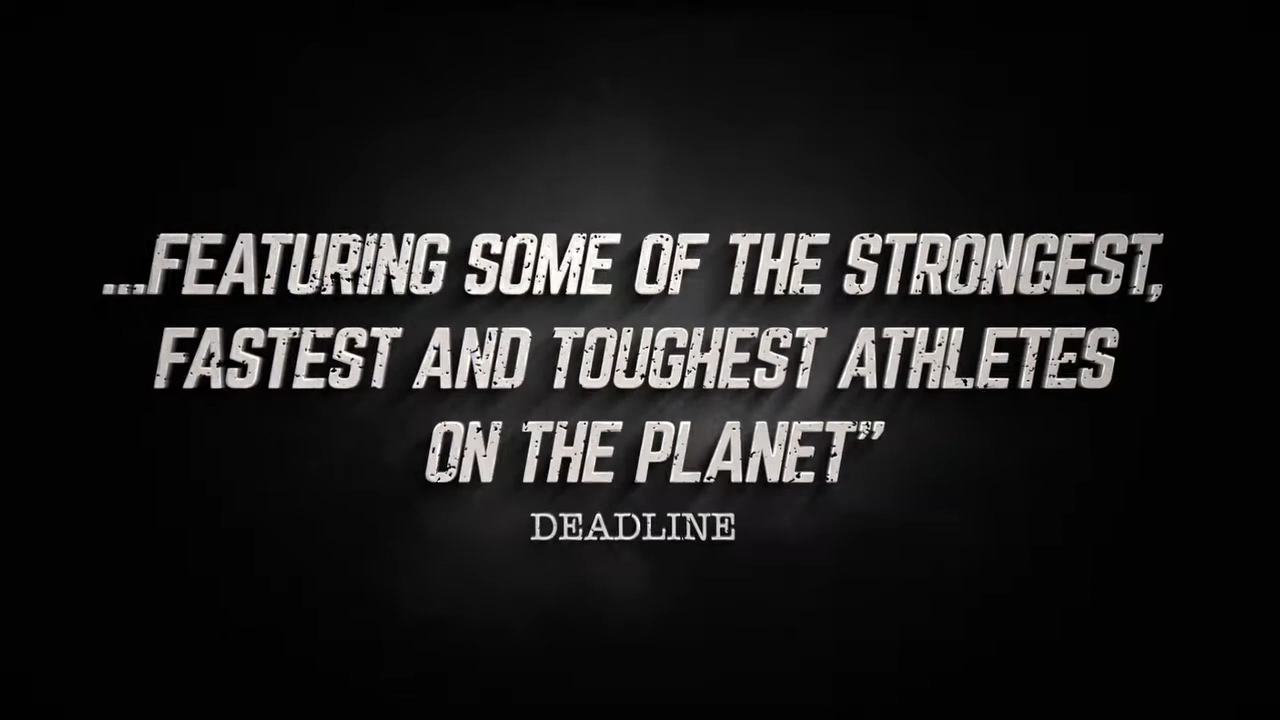 ...FEATURING SOME OF THE STRONGEST,
FASTEST AND TOUGHEST ATHLETES
ON THE PLANET”
DEADLINE